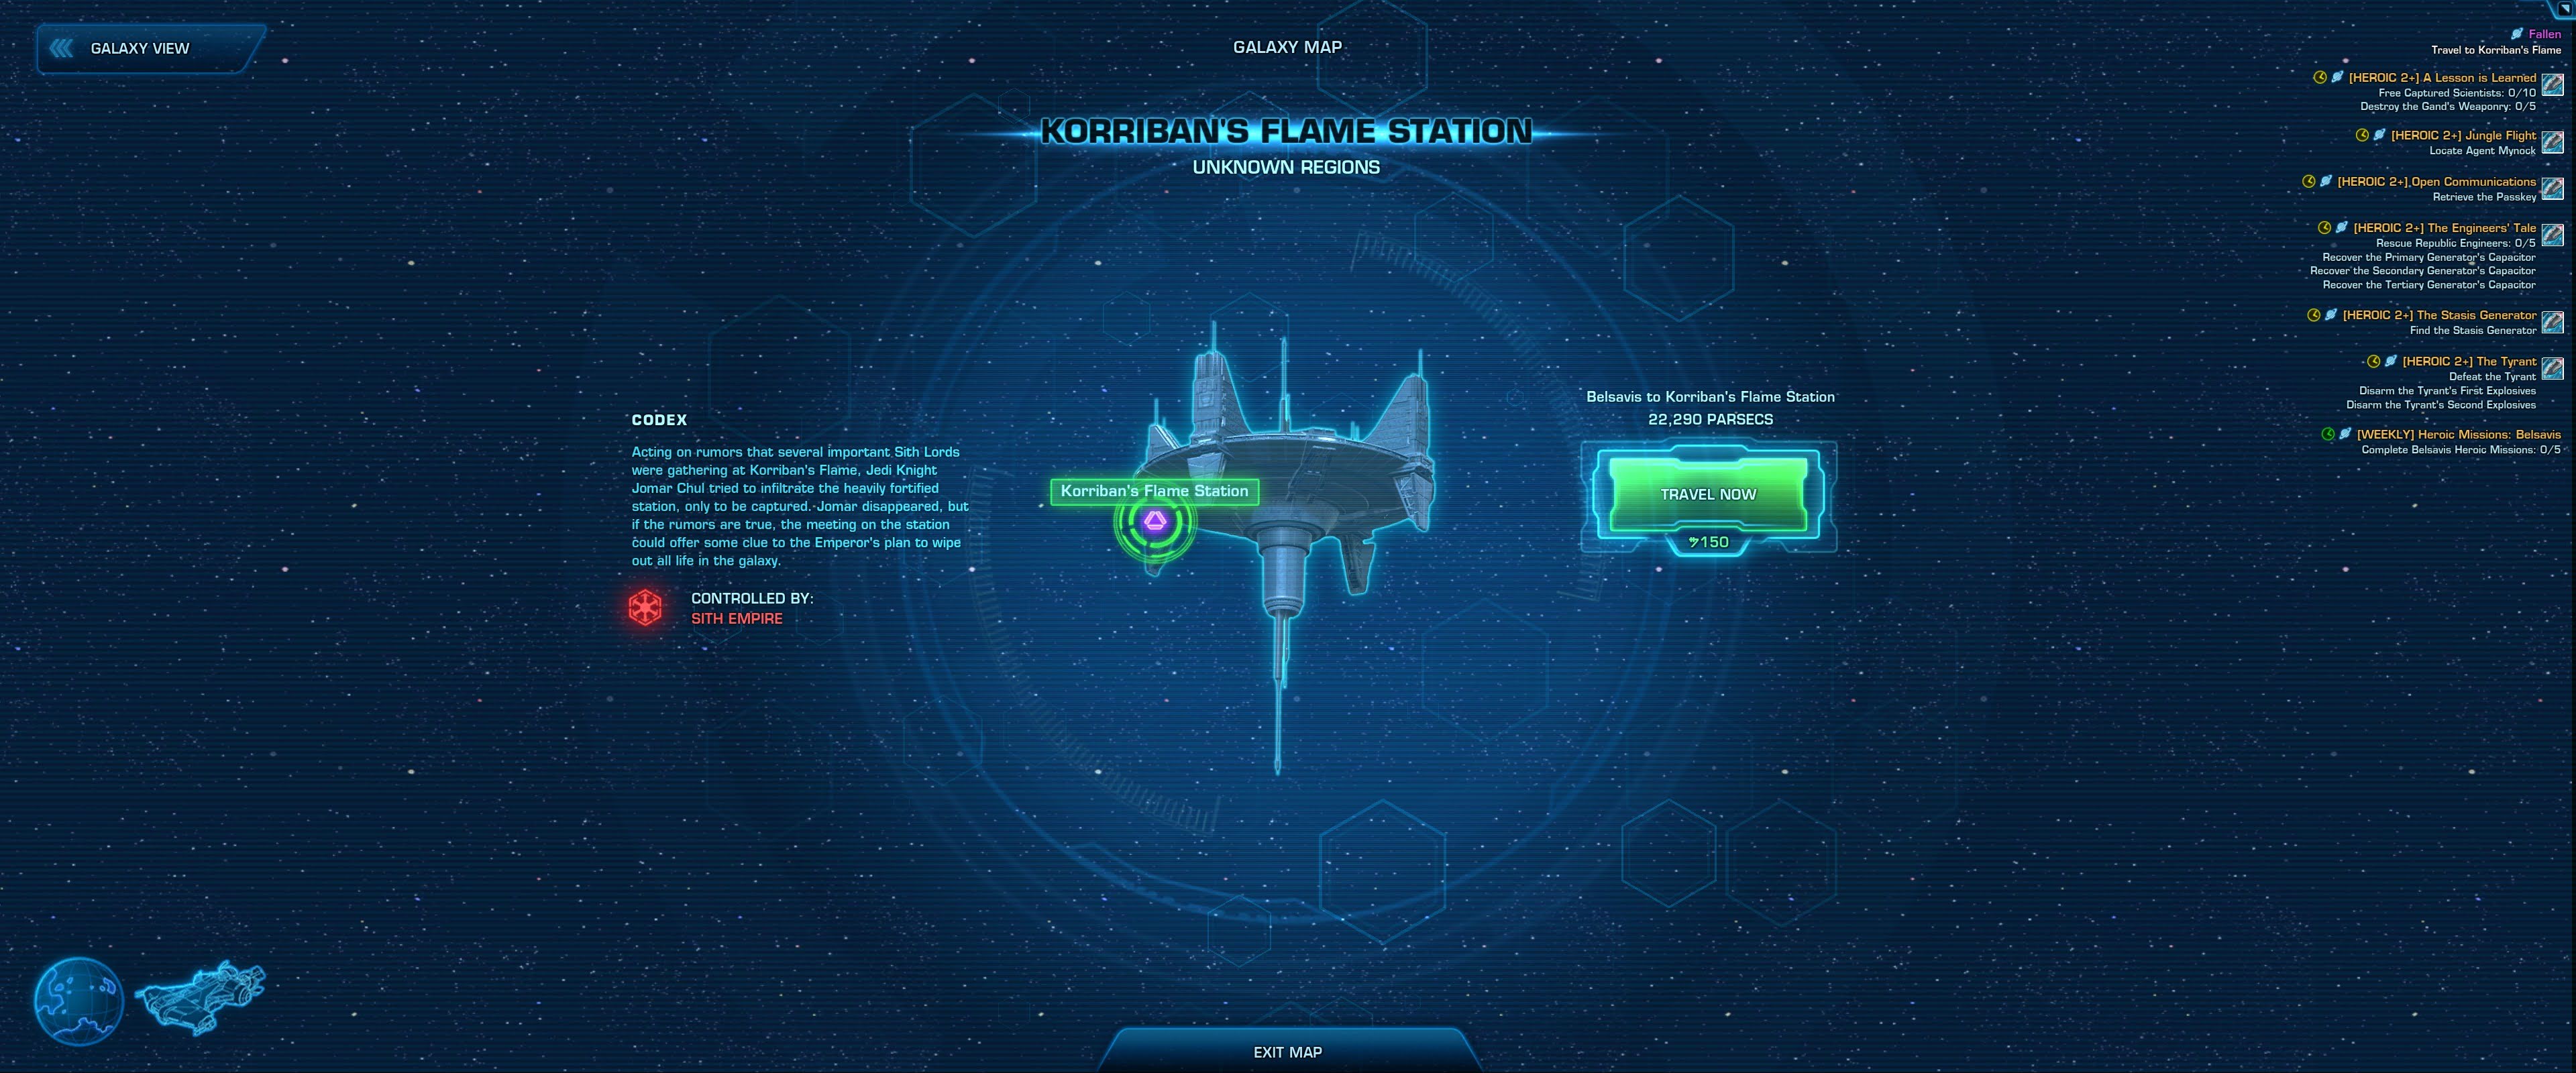 GALAXY VIEW
GALAXY MAP
KORRIBAN'S FLAME STATION
UNKNOWN REGIONS
CODEX
Acting on rumors that several important Sith Lords
were gathering at Korriban's Flame, Jedi Knight
Jomar Chul tried to infiltrate the heavily fortified
station, only to be captured. Jomar disappeared, but
if the rumors are true, the meeting on the station
could offer some clue to the Emperor's plan to wipe
out all life in the galaxy.
CONTROLLED BY:
SITH EMPIRE
Korriban's Flame Station
Belsavis to Korriban's Flame Station
22,290 PARSECS
TRAVEL NOW
150
Fallen
Travel to Korriban's Flame
[HEROIC 2+] A Lesson is Learned
Free Captured Scientists: 0/10
Destroy the Gand's Weaponry: 0/5
[HEROIC 2+] Jungle Flight
Locate Agent Mynock
[HEROIC 2+] Open Communications
Retrieve the Passkey
[HEROIC 2+] The Engineers' Tale
Rescue Republic Engineers: 0/5
Recover the Primary Generator's Capacitor
Recover the Secondary Generator's Capacitor
Recover the Tertiary Generator's Capacitor
[HEROIC 2+] The Stasis Generator
Find the Stasis Generator
[HEROIC 2+] The Tyrant
Defeat the Tyrant
Disarm the Tyrant's First Explosives
Disarm the Tyrant's Second Explosives
[WEEKLY] Heroic Missions: Belsavis
Complete Belsavis Heroic Missions: 0/5
EXIT MAP